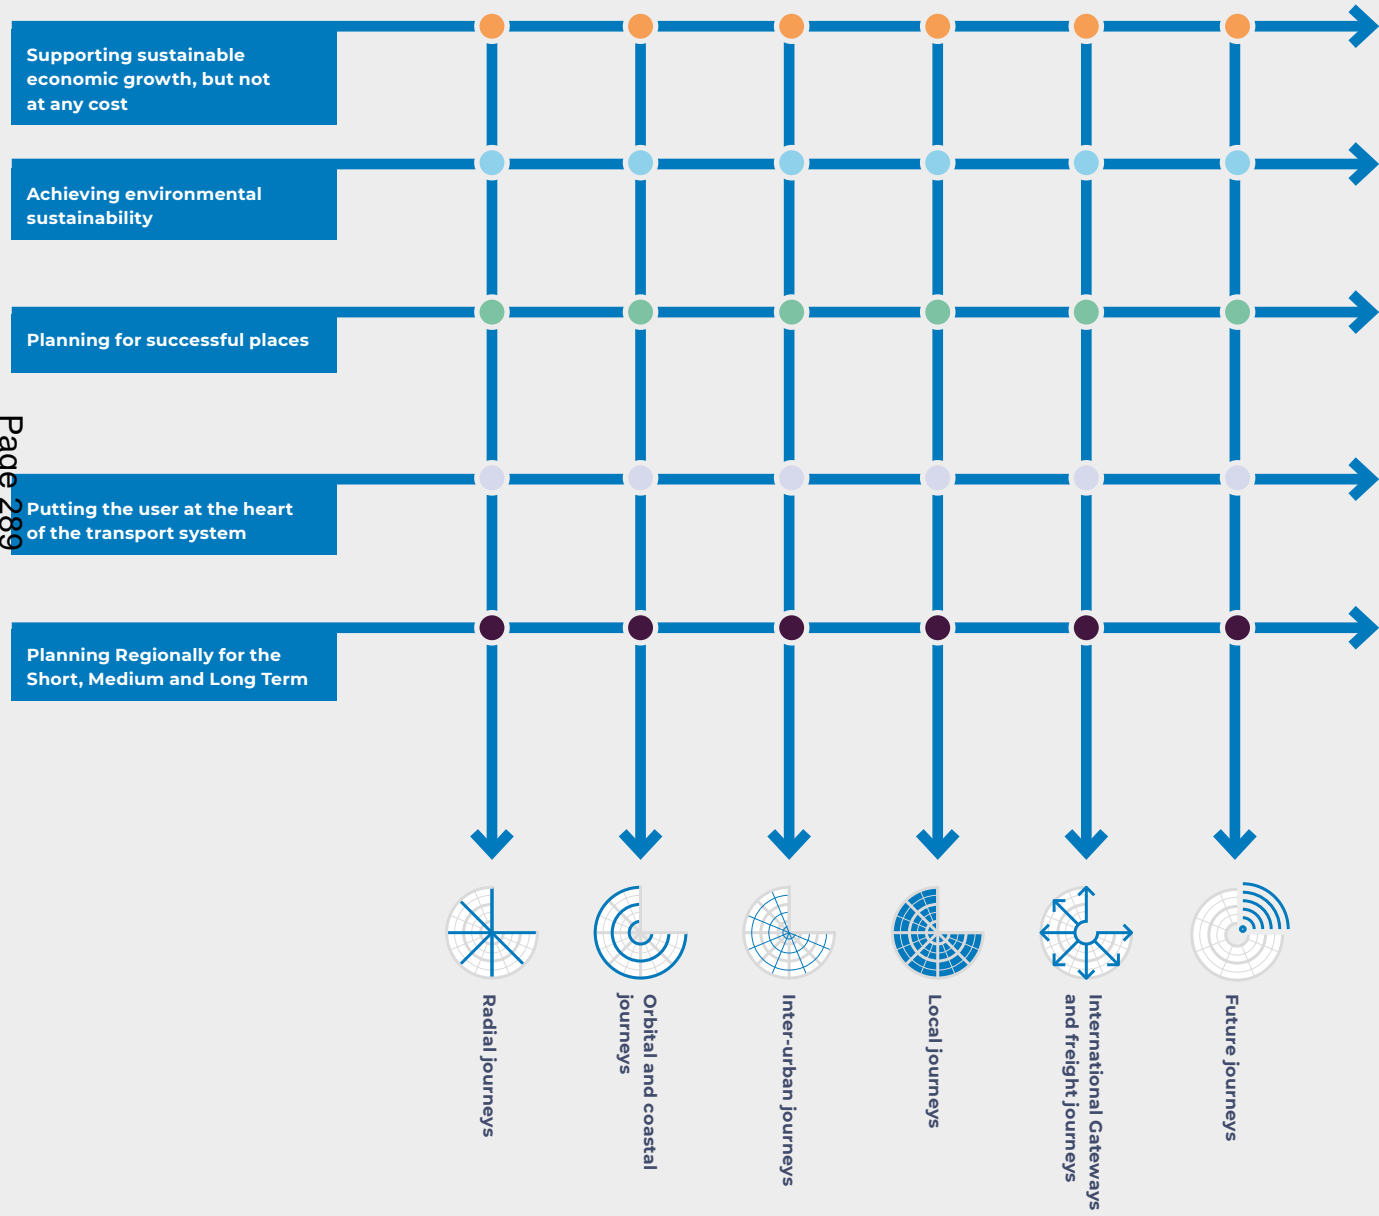 Supporting sustainable
economic growth, but not
at any cost
Achieving environmental
sustainability
Planning for successful places
Page 289
Putting the user at the heart
of the transport system
Planning Regionally for the
Short, Medium and Long Term
Radial journeys
Orbital and coastal
journeys
Inter-urban journeys
Local journeys
International Gateways
and freight journeys
Future journeys